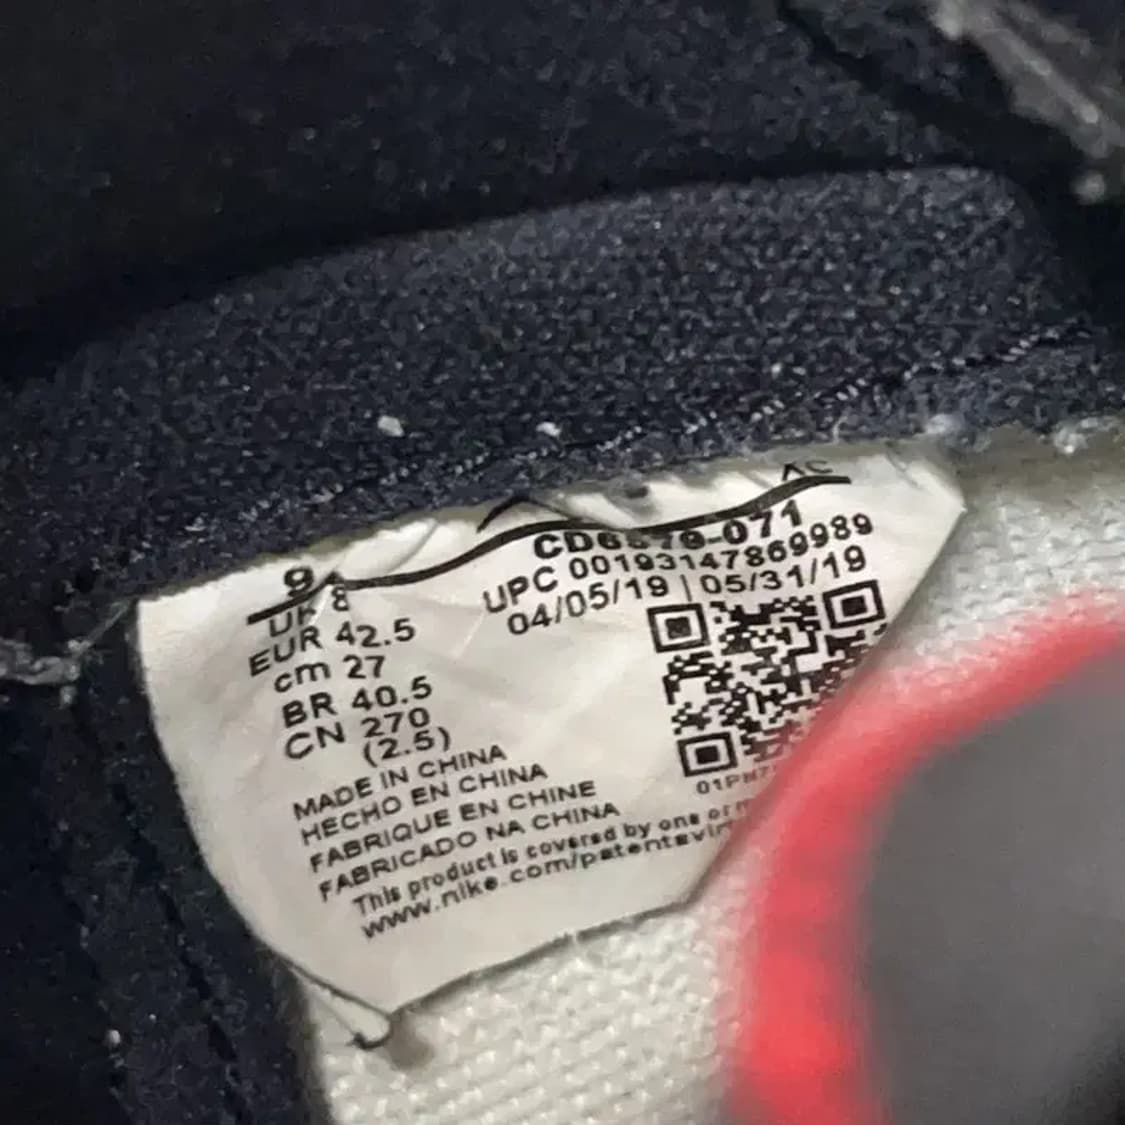 AC
9
UK 8
EUR 42.5
cm 27
BR 40.5
CN 270
(2.5)
-071
UPC 00193147869989
04/05/19 | 05/31/19
MADE IN CHINA
HECHO EN CHINA
FABRIQUE EN CHINE
FABRICADO NA CHINA
This product is covered by one or
www.nike.com/patents